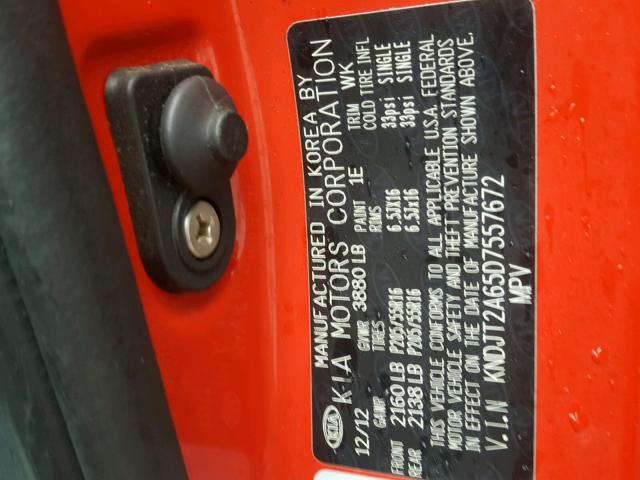 MANUFACTURED IN KOREA BY
KIA KIA MOTORS CORPORATION
12/12 GVWR 3880 LB PAINT 1E TRIM WK
GAWR TIRES RIMS COLD TIRE INFL
FRONT 2160 LB P205/55R16 6.5JX16 33psi SINGLE
REAR 2138 LB P205/55R16 6.5Jx16 33psi SINGLE
THIS VEHICLE CONFORMS TO ALL APPLICABLE U.S.A. FEDERAL
MOTOR VEHICLE SAFETY AND THEFT PREVENTION STANDARDS
IN EFFECT ON THE DATE OF MANUFACTURE SHOWN ABOVE.
V.I.N KNDJT2A65D7557672
MPV